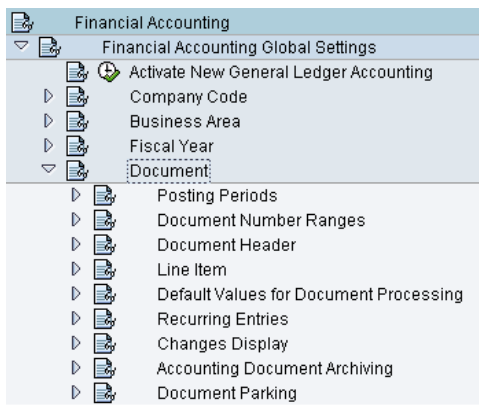 Financial Accounting
Financial Accounting Global Settings
Activate New General Ledger Accounting
Company Code
Business Area
Fiscal Year
Document
Posting Periods
Document Number Ranges
Document Header
Line Item
Default Values for Document Processing
Recurring Entries
Changes Display
Accounting Document Archiving
Document Parking